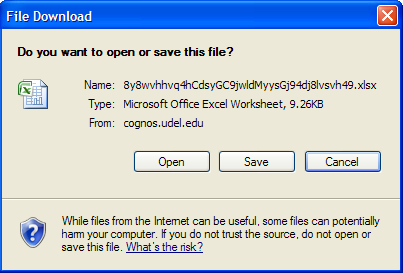 File Download
Do you want to open or save this file?
Name: 8y8wvhhvq4hCdsyGC9jwldMyysGj94dj8lvsvh49.xlsx
Type: Microsoft Office Excel Worksheet, 9.26KB
From: cognos.udel.edu
Open Save Cancel
While files from the Internet can be useful, some files can potentially
harm your computer. If you do not trust the source, do not open or
save this file. What's the risk?